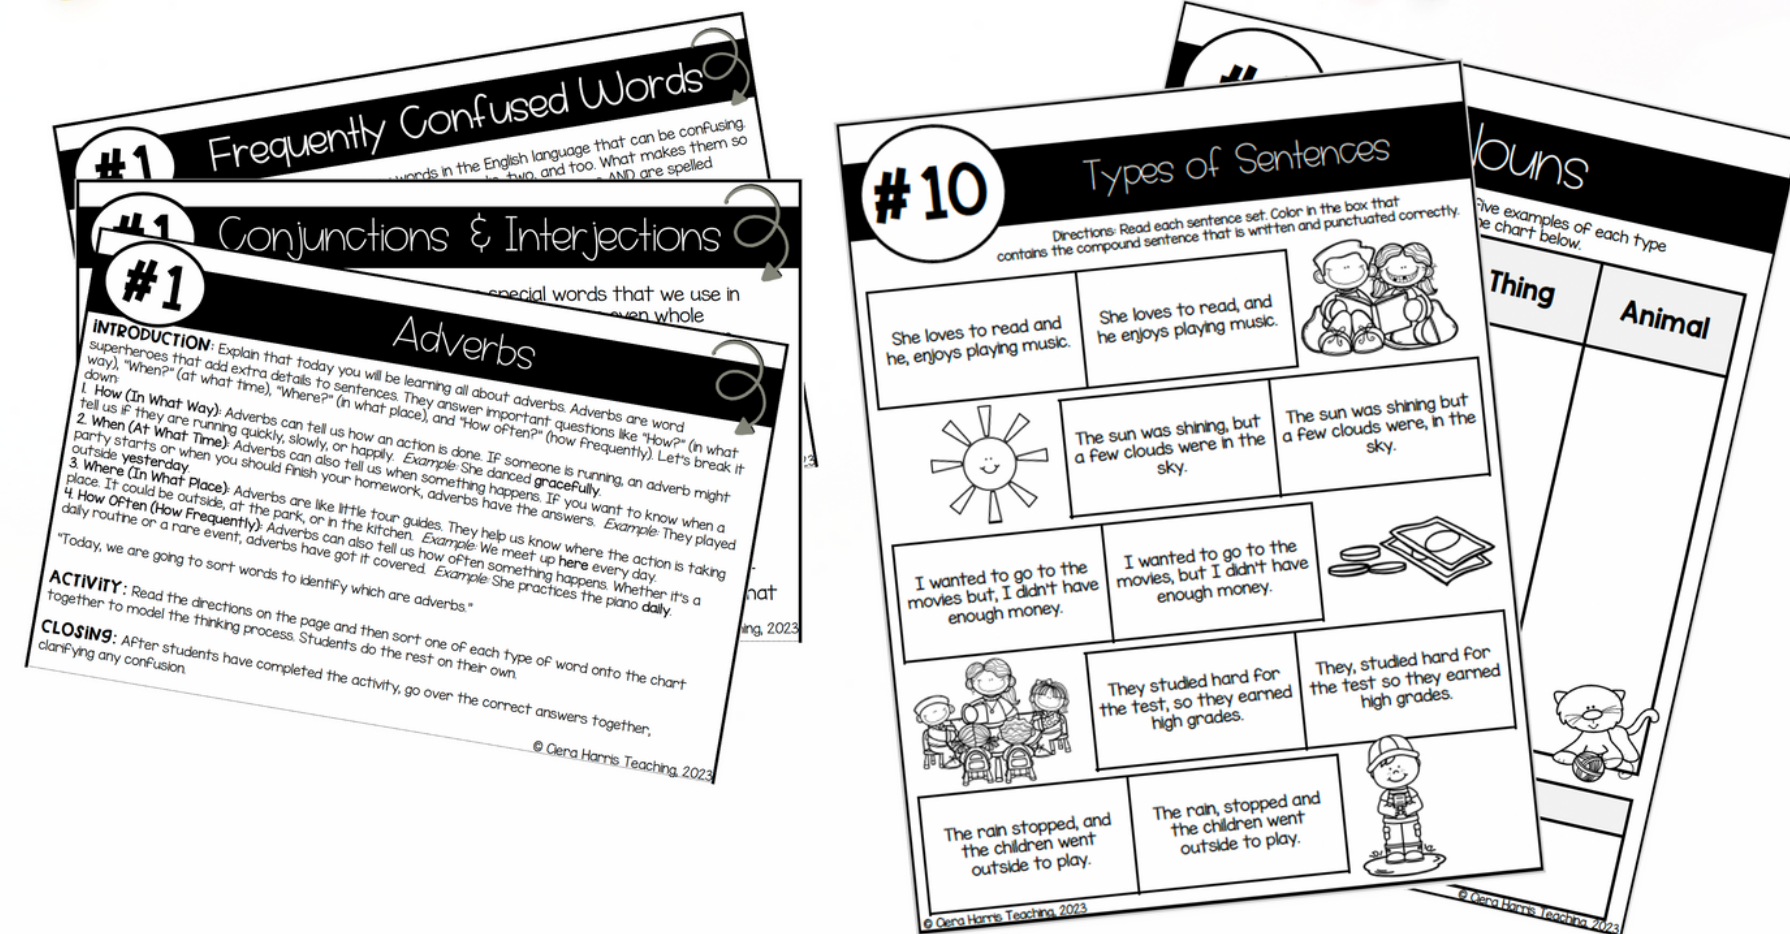 #1
Frequently Confused Words
words in the English language that can be confusing.
two, and too. What makes them so
AND are spelled
#1
Conjunctions & Interjections
special words that we use in
even whole
hat
ing, 2023
#1
Adverbs
INTRODUCTION: Explain that today you will be learning all about adverbs. Adverbs are word
superheroes that add extra details to sentences. They answer important questions like "How?" (in what
way), "When?" (at what time), "Where?" (in what place), and "How often?" (how frequently). Let's break it
down:
1. How (In What Way): Adverbs can tell us how an action is done. If someone is running, an adverb might
tell us if they are running quickly, slowly, or happily. Example: She danced gracefully.
2. When (At What Time): Adverbs can also tell us when something happens. If you want to know when a
party starts or when you should finish your homework, adverbs have the answers. Example: They played
outside yesterday.
3. Where (In What Place): Adverbs are like little tour guides. They help us know where the action is taking
place. It could be outside, at the park, or in the kitchen. Example: We meet up here every day.
4. How Often (How Frequently): Adverbs can also tell us how often something happens. Whether it's a
daily routine or a rare event, adverbs have got it covered. Example: She practices the piano daily.
"Today, we are going to sort words to identify which are adverbs."
ACTIVITY: Read the directions on the page and then sort one of each type of word onto the chart
together to model the thinking process. Students do the rest on their own.
CLOSING: After students have completed the activity, go over the correct answers together,
clarifying any confusion.
© Ciera Harris Teaching, 2023
#10
Types of Sentences
Directions: Read each sentence set. Color in the box that
contains the compound sentence that is written and punctuated correctly.
She loves to read and
he, enjoys playing music.
She loves to read, and
he enjoys playing music.
The sun was shining, but
a few clouds were in the
sky.
The sun was shining but
a few clouds were, in the
sky.
I wanted to go to the
movies but, I didn't have
enough money.
I wanted to go to the
movies, but I didn't have
enough money.
They studied hard for
the test, so they earned
high grades.
They, studied hard for
the test so they earned
high grades.
The rain stopped, and
the children went
outside to play.
The rain, stopped and
the children went
outside to play.
© Ciera Harris Teaching, 2023
#
ouns
five examples of each type
he chart below.
Thing
Animal
© Ciera Harris Teaching, 2023